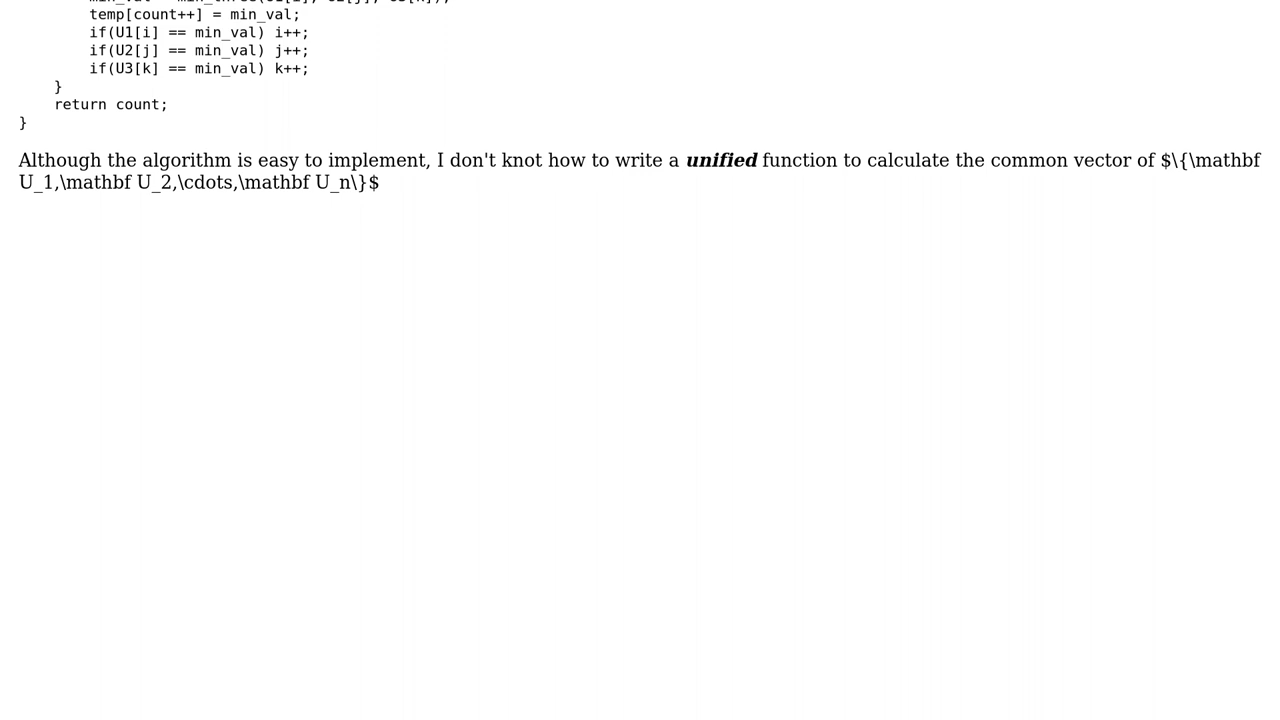 temp[count++] = min_val;
if(U1[i] == min_val) i++;
if(U2[j] == min_val) j++;
if(U3[k] == min_val) k++;
}
return count;
}
Although the algorithm is easy to implement, I don't knot how to write a unified function to calculate the common vector of $\{\mathbf
U_1,\mathbf U_2,\cdots,\mathbf U_n\}$